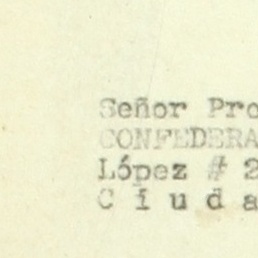 Señor Pro
CONFEDERA
López # 2
C i u d a